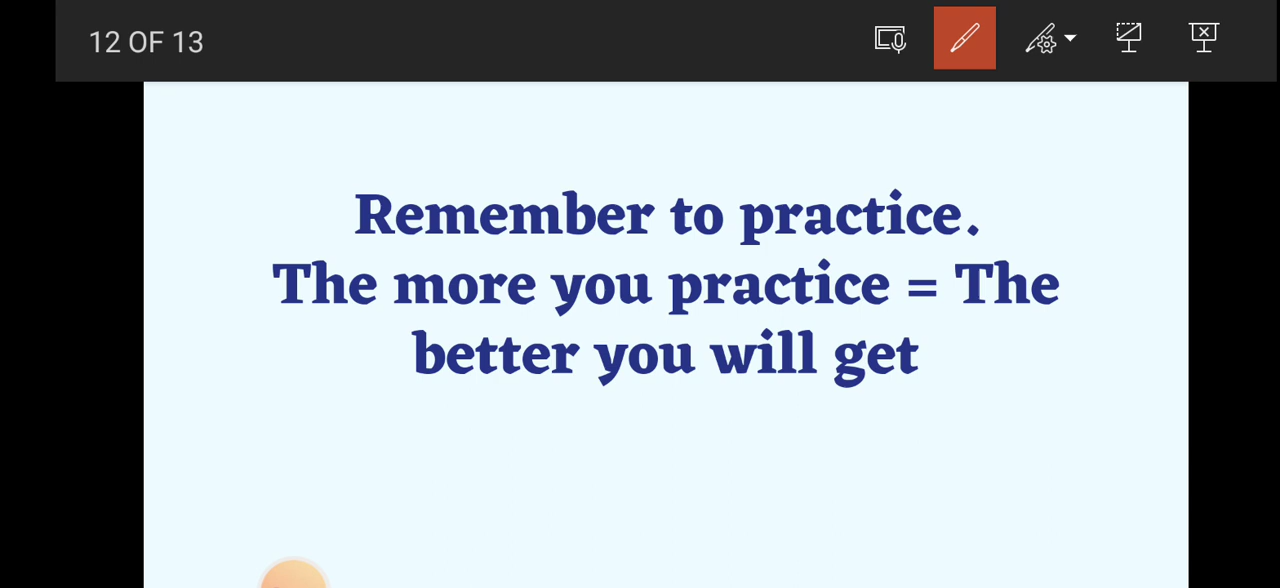 12 OF 13
Remember to practice.
The more you practice = The
better you will get